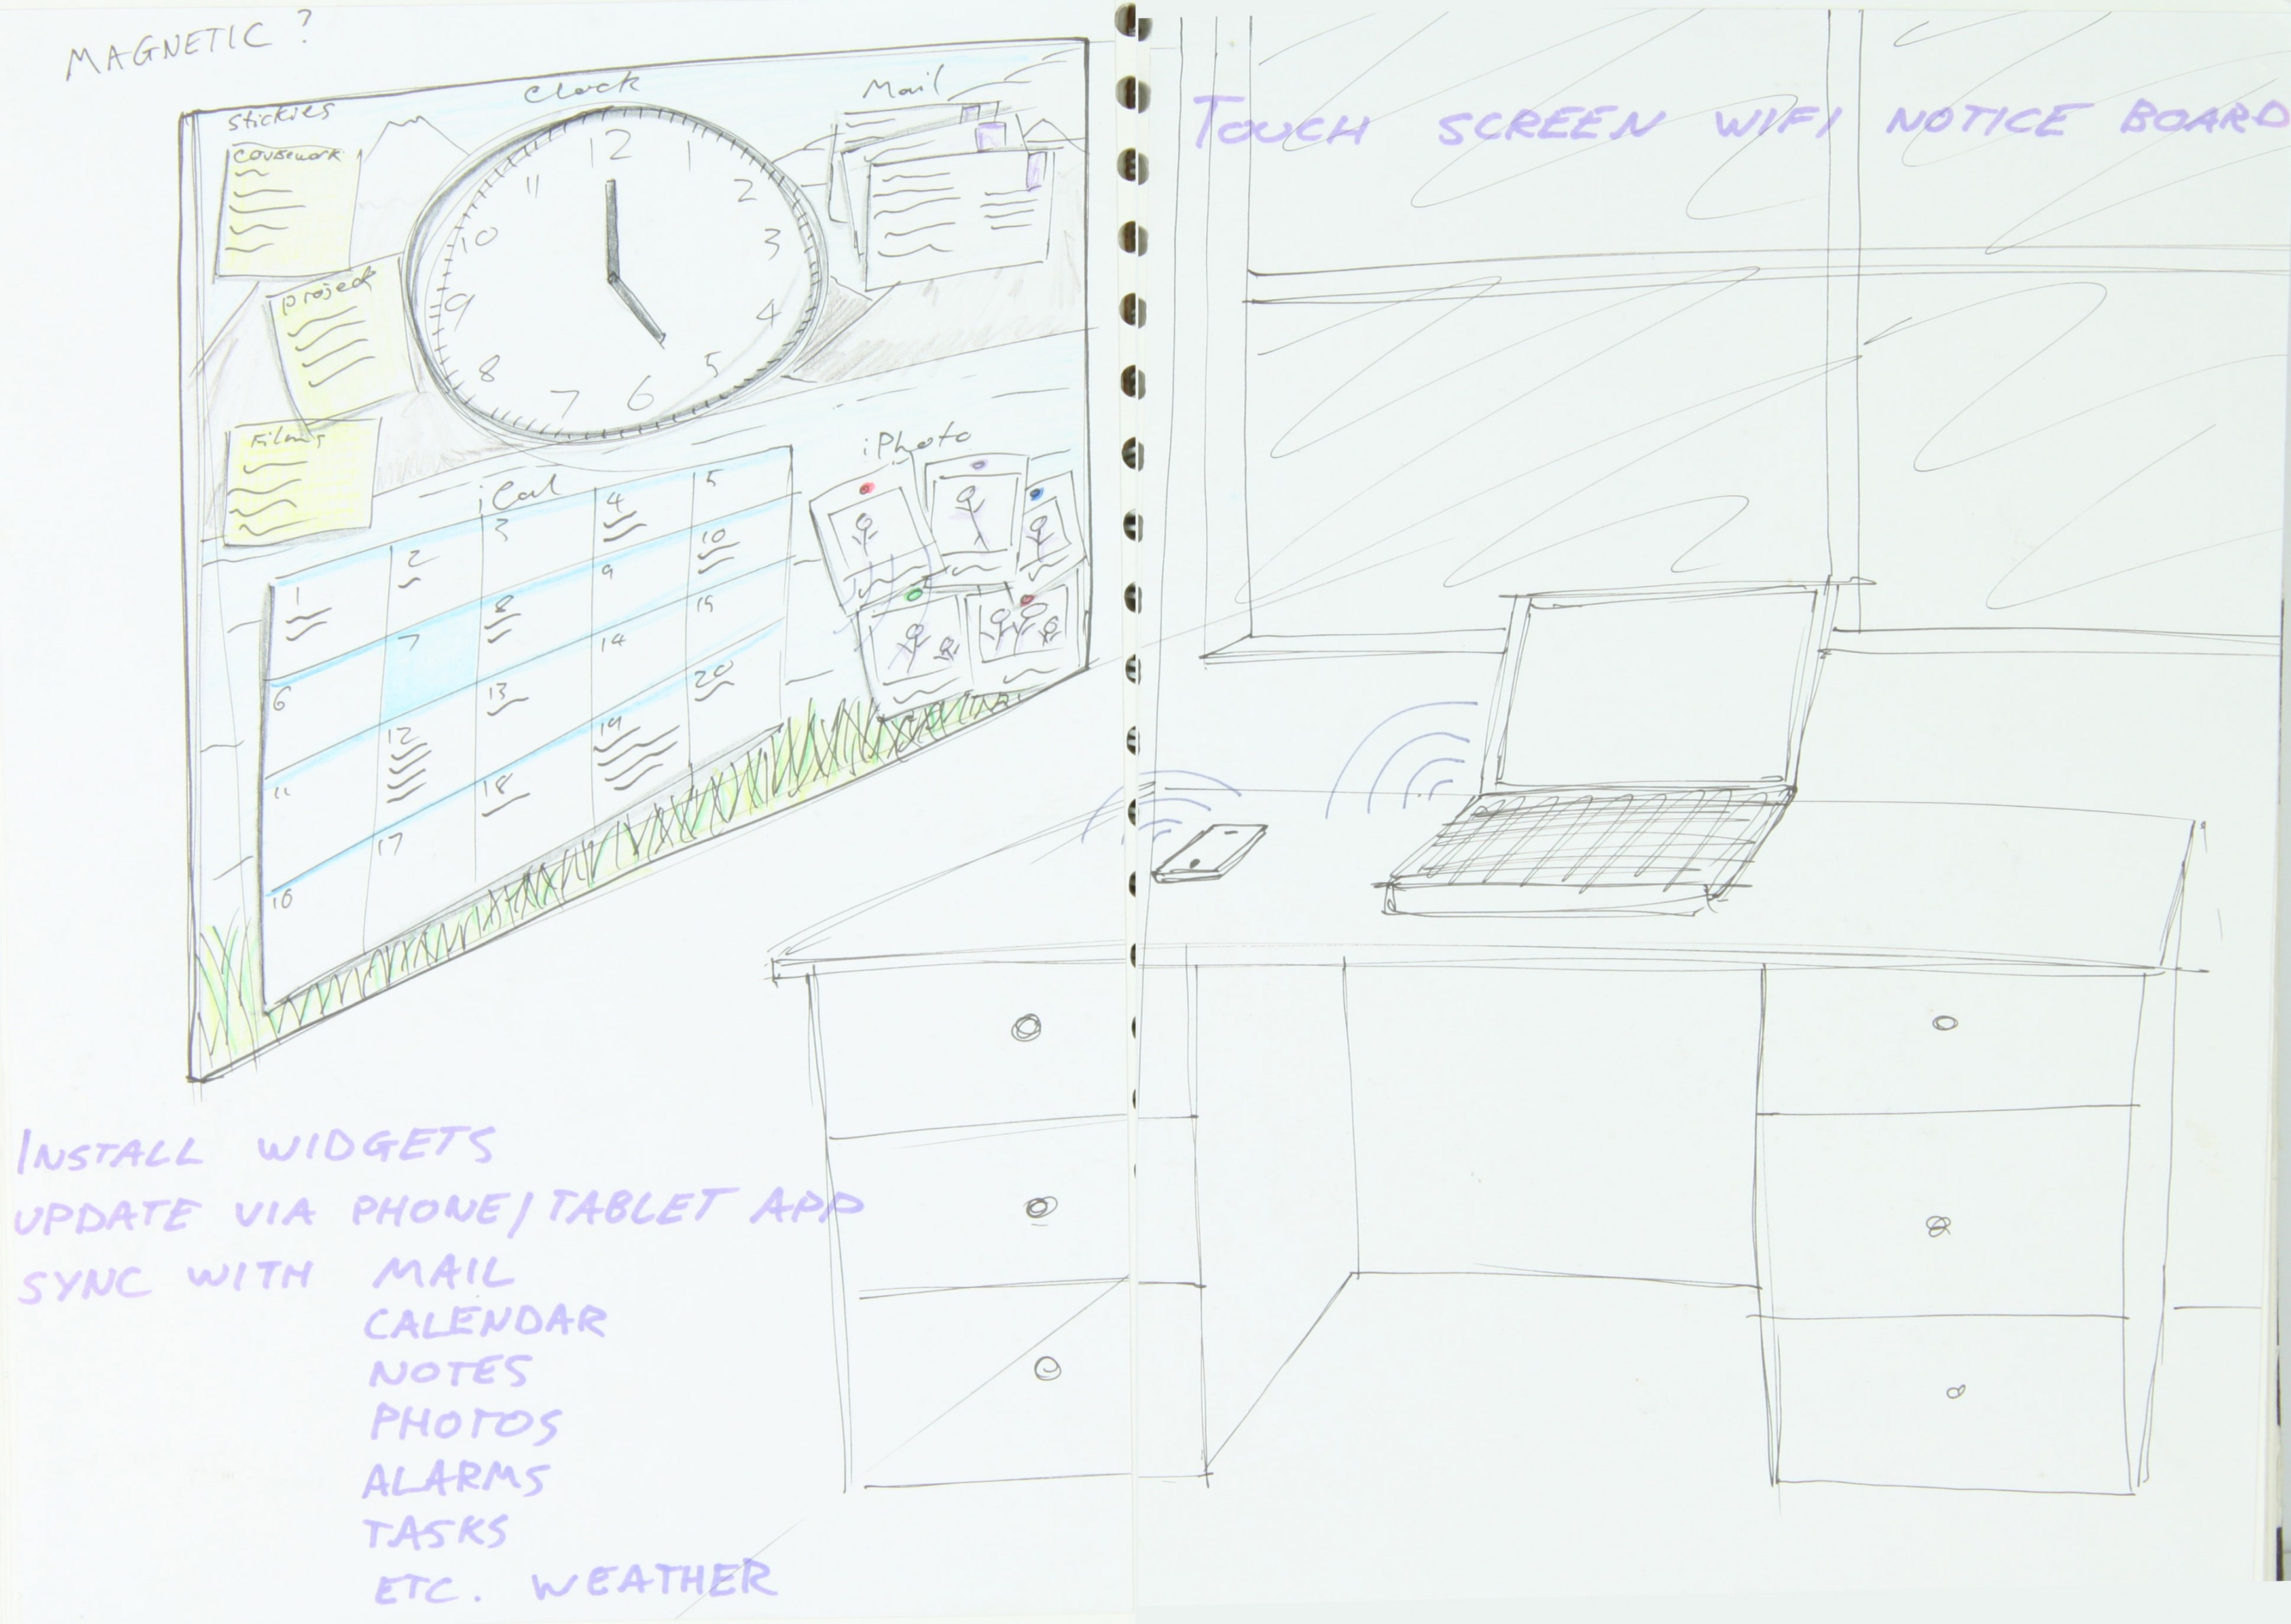 MAGNETIC ?
TOUCH SCREEN WIFI NOTICE BOARD
stickies
Clock
Mail
project
Films
12
1
2
3
4
5
6
7
8
9
10
11
iCal
iPhoto
1
2
3
4
5
6
7
8
9
10
11
12
13
14
15
16
17
18
19
20
INSTALL WIDGETS
UPDATE VIA PHONE/TABLET APP
SYNC WITH MAIL
CALENDAR
NOTES
PHOTOS
ALARMS
TASKS
ETC. WEATHER